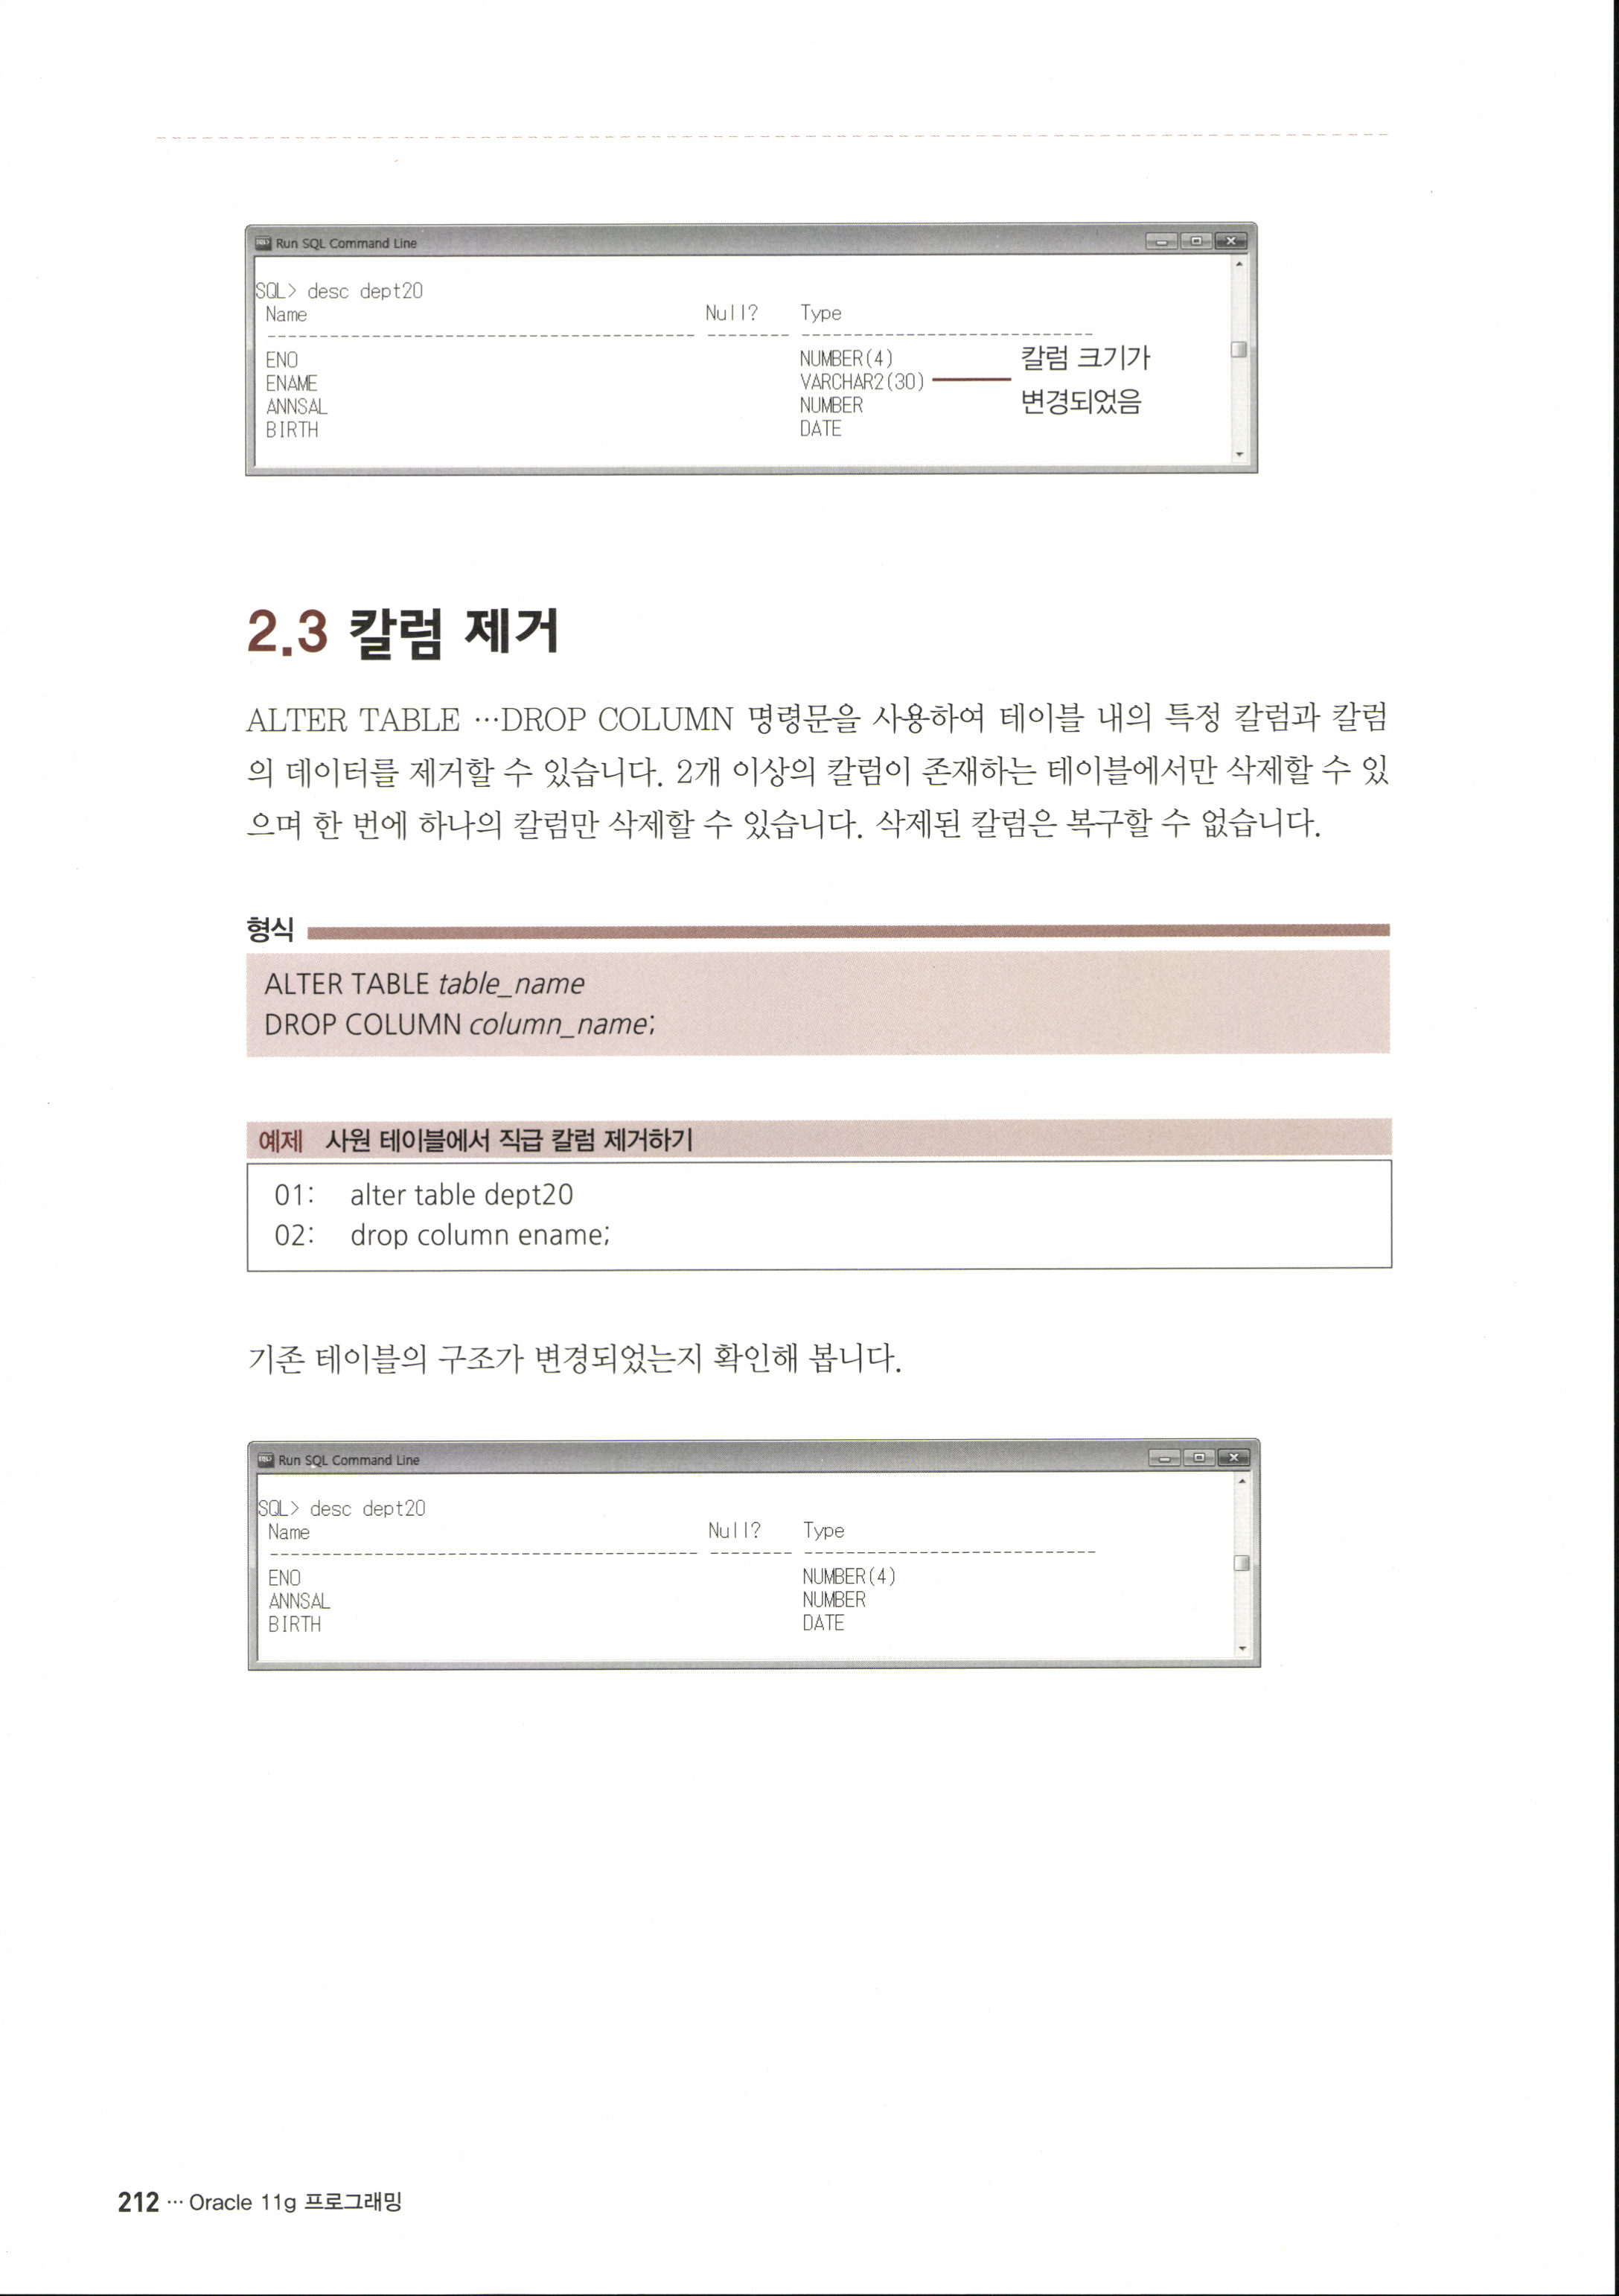 Run SQL Command Line
SQL> desc dept20
Name Null? Type
ENO NUMBER(4) 칼럼 크기가
ENAME VARCHAR2(30)
변경되었음
ANNSAL NUMBER
BIRTH DATE
2.3 칼럼 제거
ALTER TABLE …DROP COLUMN 명령문을 사용하여 테이블 내의 특정 칼럼과 칼럼
의 데이터를 제거할 수 있습니다. 2개 이상의 칼럼이 존재하는 테이블에서만 삭제할 수 있
으며 한 번에 하나의 칼럼만 삭제할 수 있습니다. 삭제된 칼럼은 복구할 수 없습니다.
형식
ALTER TABLE table_name
DROP COLUMN column_name;
예제 사원 테이블에서 직급 칼럼 제거하기
01: alter table dept20
02: drop column ename;
기존 테이블의 구조가 변경되었는지 확인해 봅니다.
Run SQL Command Line
SQL> desc dept20
Name Null? Type
ENO NUMBER(4)
ANNSAL NUMBER
BIRTH DATE
212 … Oracle 11g 프로그래밍